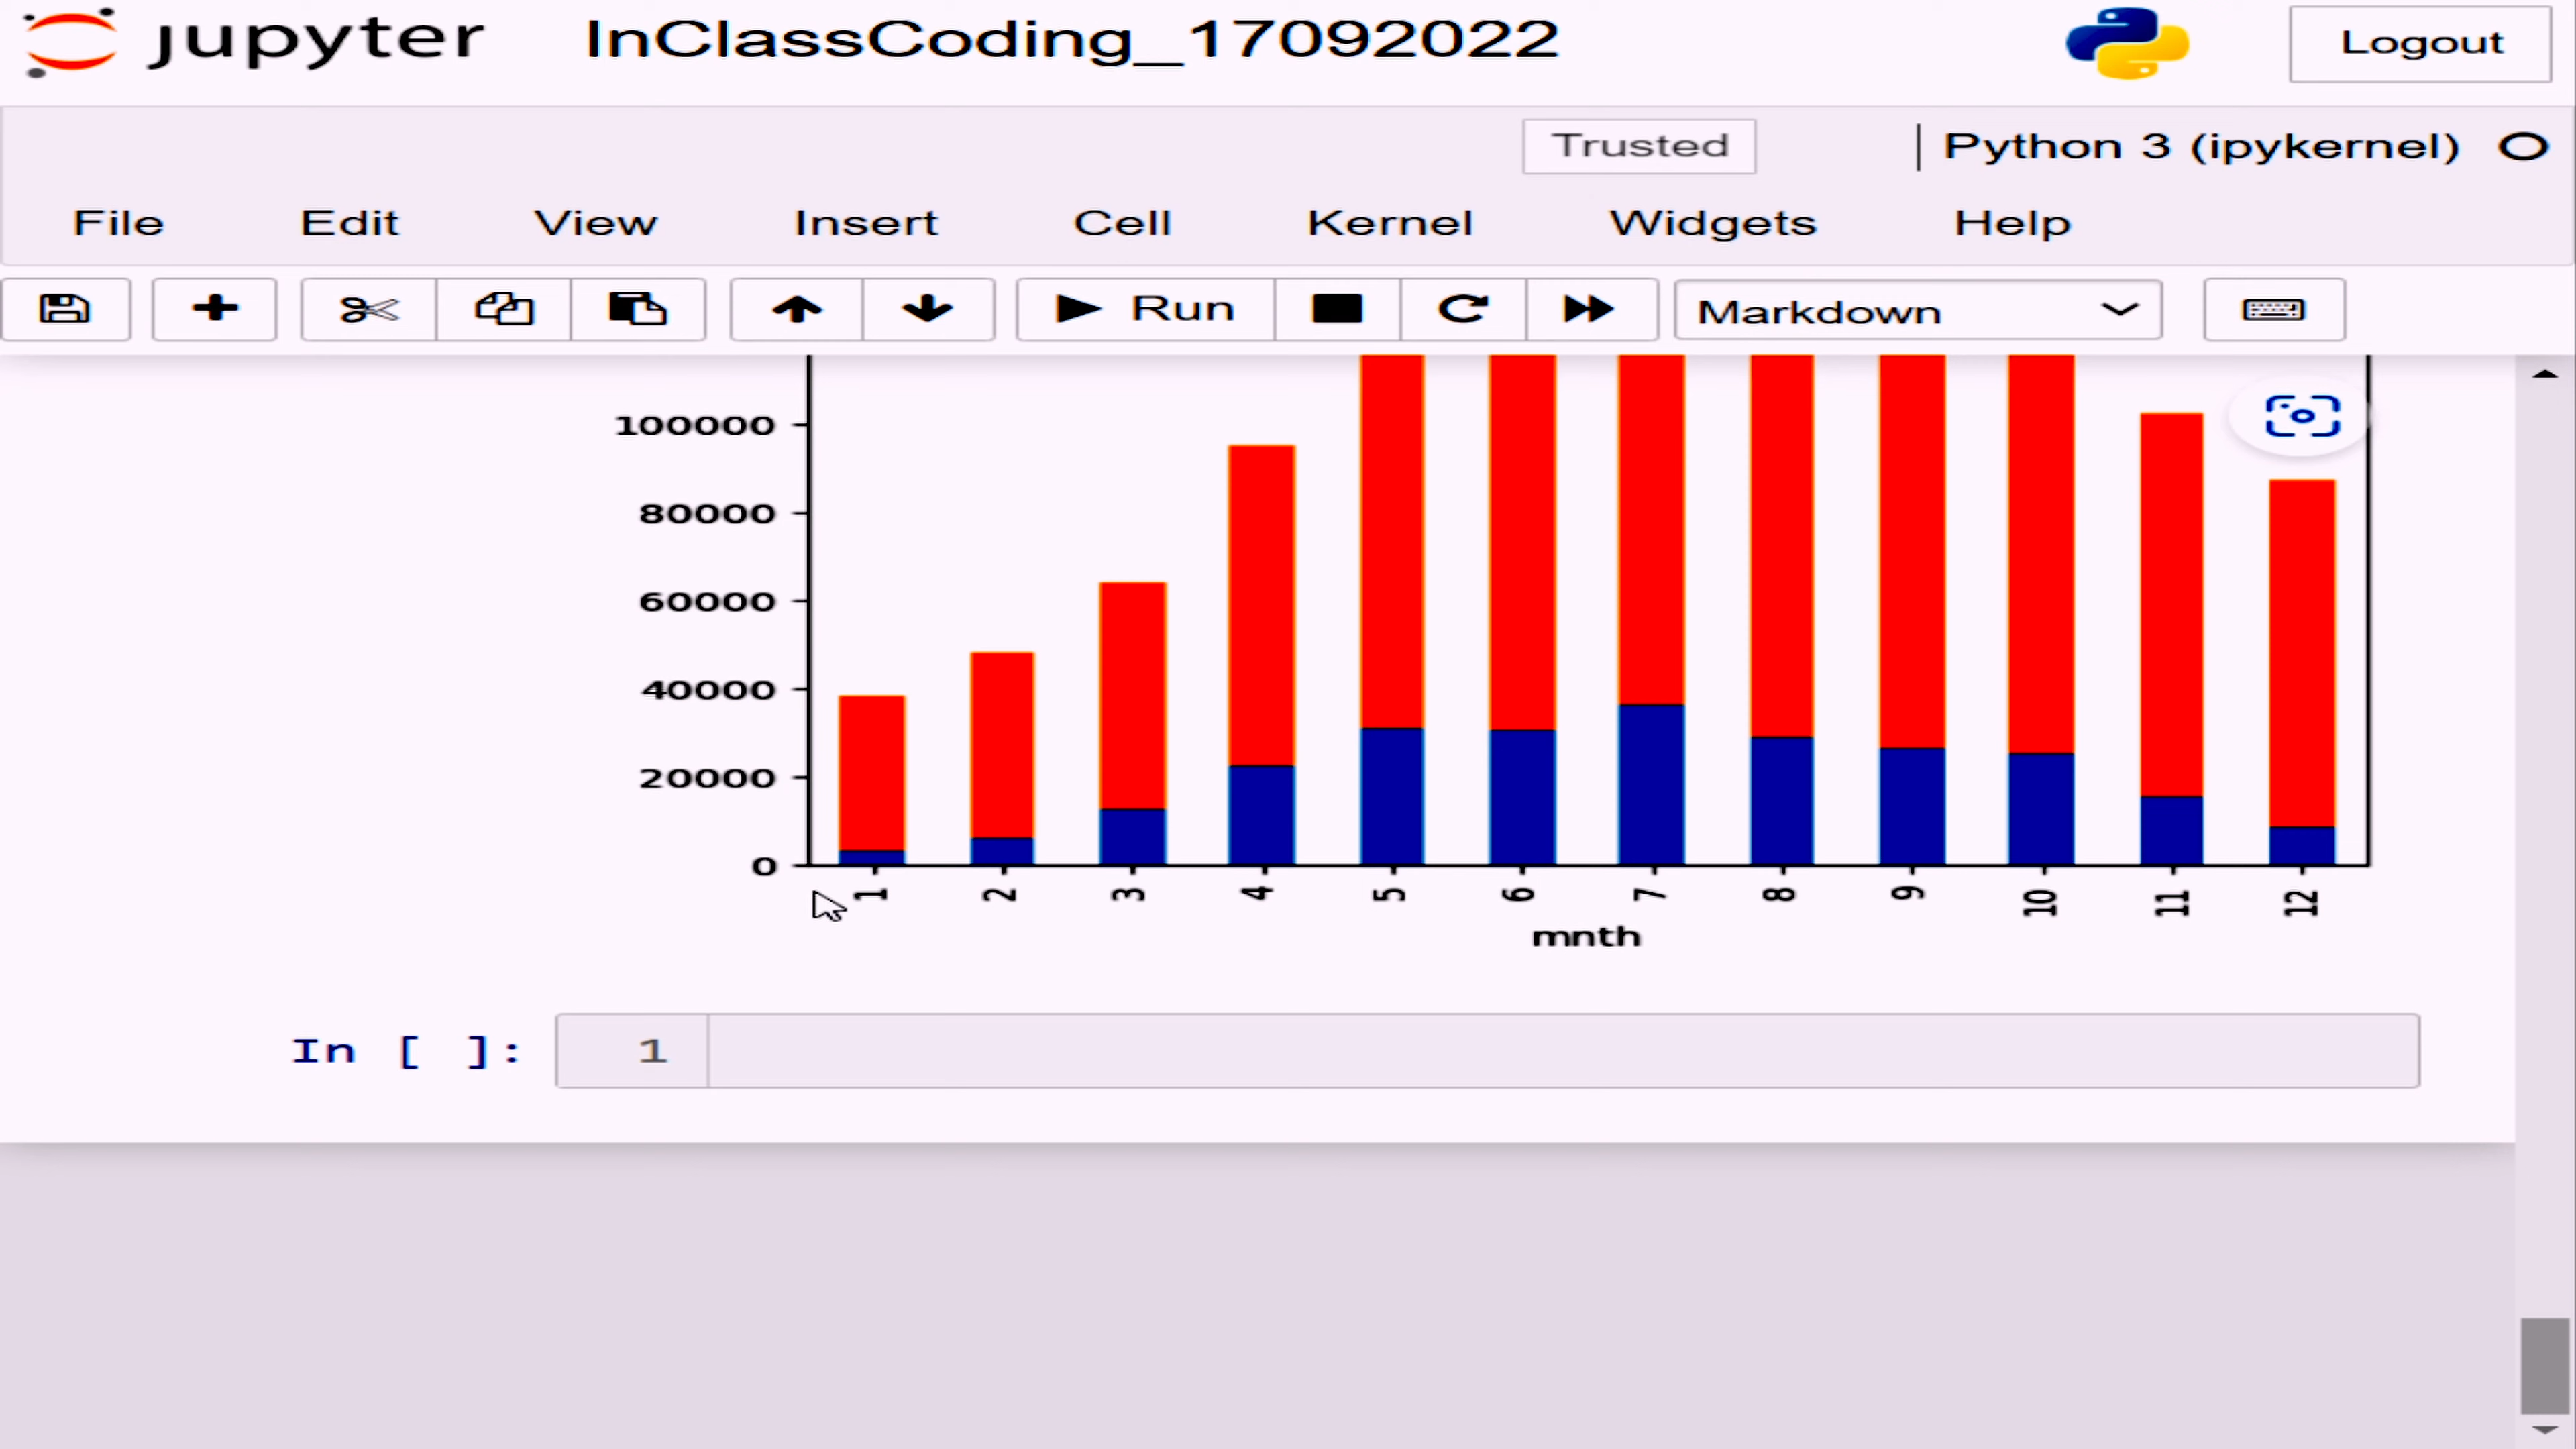 jupyter InClassCoding_17092022 Logout
Trusted Python 3 (ipykernel)
File Edit View Insert Cell Kernel Widgets Help
Run Markdown
100000
80000
60000
40000
20000
0
1 2 3 4 5 6 7 8 9 10 11 12
mnth
In [ ]: 1